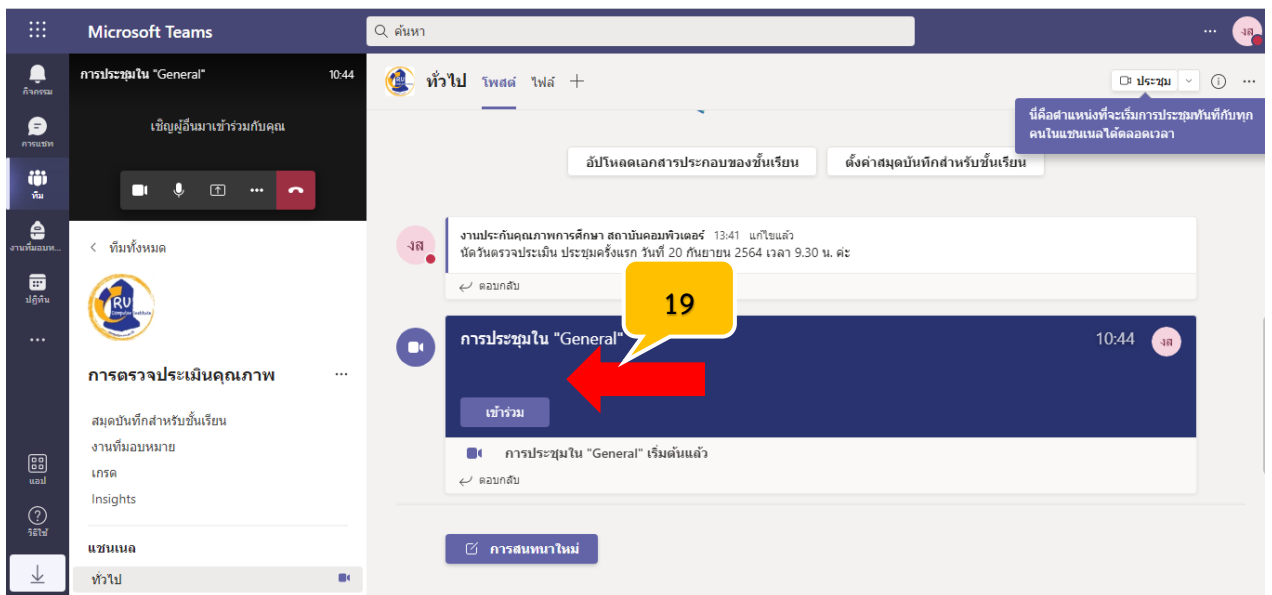 Microsoft Teams
ค้นหา
งส
กิจกรรม
การแชท
ทีม
งานที่มอบห...
ปฏิทิน
แอป
วิธีใช้
การประชุมใน "General" 10:44
เชิญผู้อื่นมาเข้าร่วมกับคุณ
ทีมทั้งหมด
RU
Computer Institute
การตรวจประเมินคุณภาพ
สมุดบันทึกสำหรับชั้นเรียน
งานที่มอบหมาย
เกรด
Insights
แชนเนล
ทั่วไป
ทั่วไป โพสต์ ไฟล์
ประชุม
นี่คือตำแหน่งที่จะเริ่มการประชุมทันทีกับทุก
คนในแชนเนลได้ตลอดเวลา
อัปโหลดเอกสารประกอบของชั้นเรียน ตั้งค่าสมุดบันทึกสำหรับชั้นเรียน
งส
งานประกันคุณภาพการศึกษา สถาบันคอมพิวเตอร์ 13:41 แก้ไขแล้ว
นัดวันตรวจประเมิน ประชุมครั้งแรก วันที่ 20 กันยายน 2564 เวลา 9.30 น. ค่ะ
ตอบกลับ
19
การประชุมใน "General" 10:44 งส
เข้าร่วม
การประชุมใน "General" เริ่มต้นแล้ว
ตอบกลับ
การสนทนาใหม่